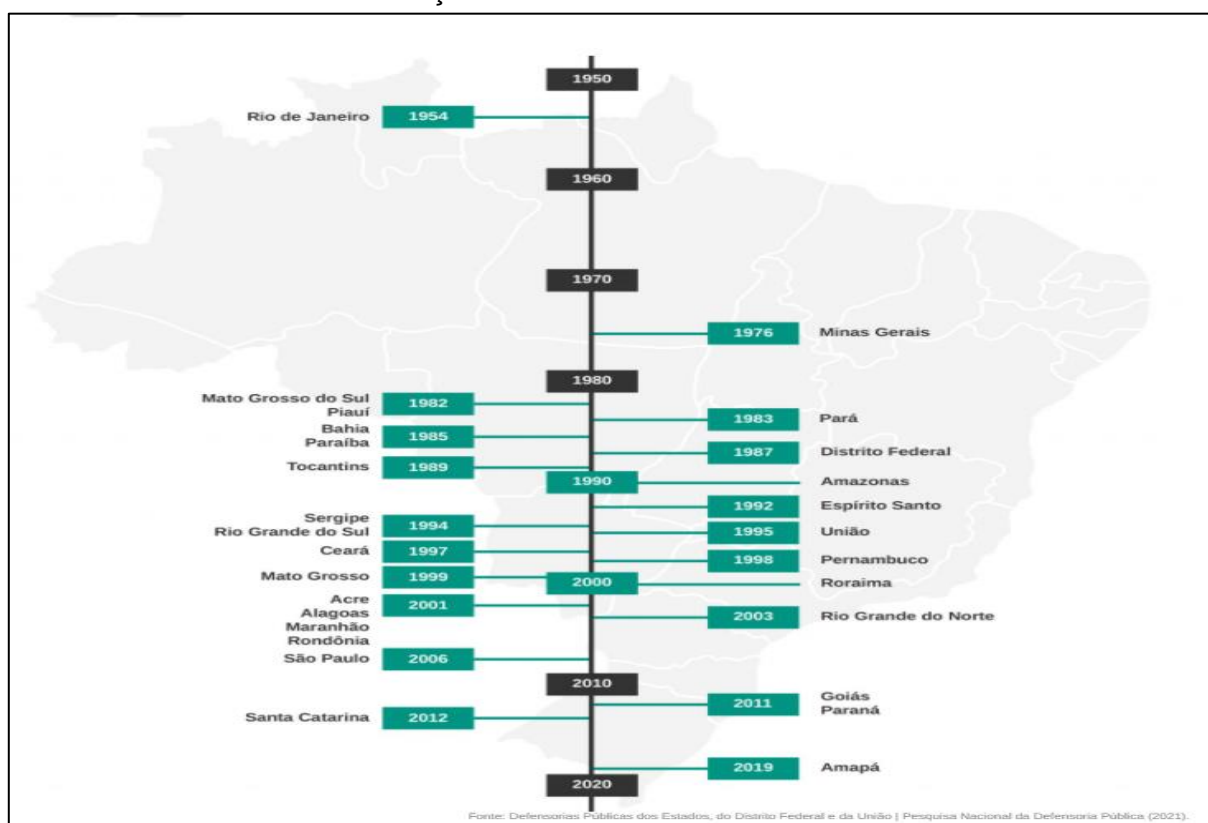 1950
Rio de Janeiro 1954
1960
1970
1976 Minas Gerais
1980
Mato Grosso do Sul
Piauí
1982
1983 Pará
Bahia
Paraíba
1985
1987 Distrito Federal
Tocantins 1989
1990 Amazonas
1992 Espírito Santo
Sergipe
Rio Grande do Sul
1994
1995 União
Ceará 1997
1998 Pernambuco
Mato Grosso 1999
2000 Roraima
Acre
Alagoas
Maranhão
Rondônia
2001
2003 Rio Grande do Norte
São Paulo 2006
2010
2011
Goiás
Paraná
Santa Catarina 2012
2019 Amapá
2020
Fonte: Defensorias Públicas dos Estados, do Distrito Federal e da União | Pesquisa Nacional da Defensoria Pública (2021).